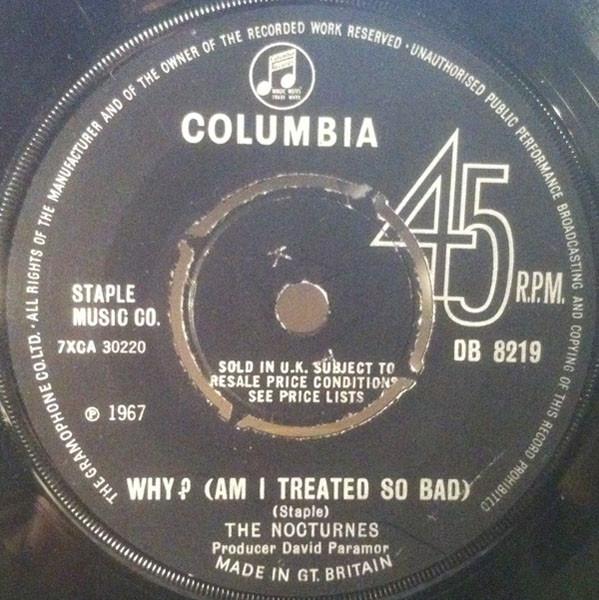 THE GRAMOPHONE CO. LTD. · ALL RIGHTS OF THE MANUFACTURER AND OF THE OWNER OF THE RECORDED WORK RESERVED · UNAUTHORISED PUBLIC PERFORMANCE BROADCASTING AND COPYING OF THIS RECORD PROHIBITED
COLUMBIA
45
R.P.M.
STAPLE
MUSIC CO.
7XCA 30220
DB 8219
SOLD IN U.K. SUBJECT TO
RESALE PRICE CONDITIONS
SEE PRICE LISTS
℗ 1967
WHY? (AM I TREATED SO BAD)
(Staple)
THE NOCTURNES
Producer David Paramor
MADE IN GT. BRITAIN